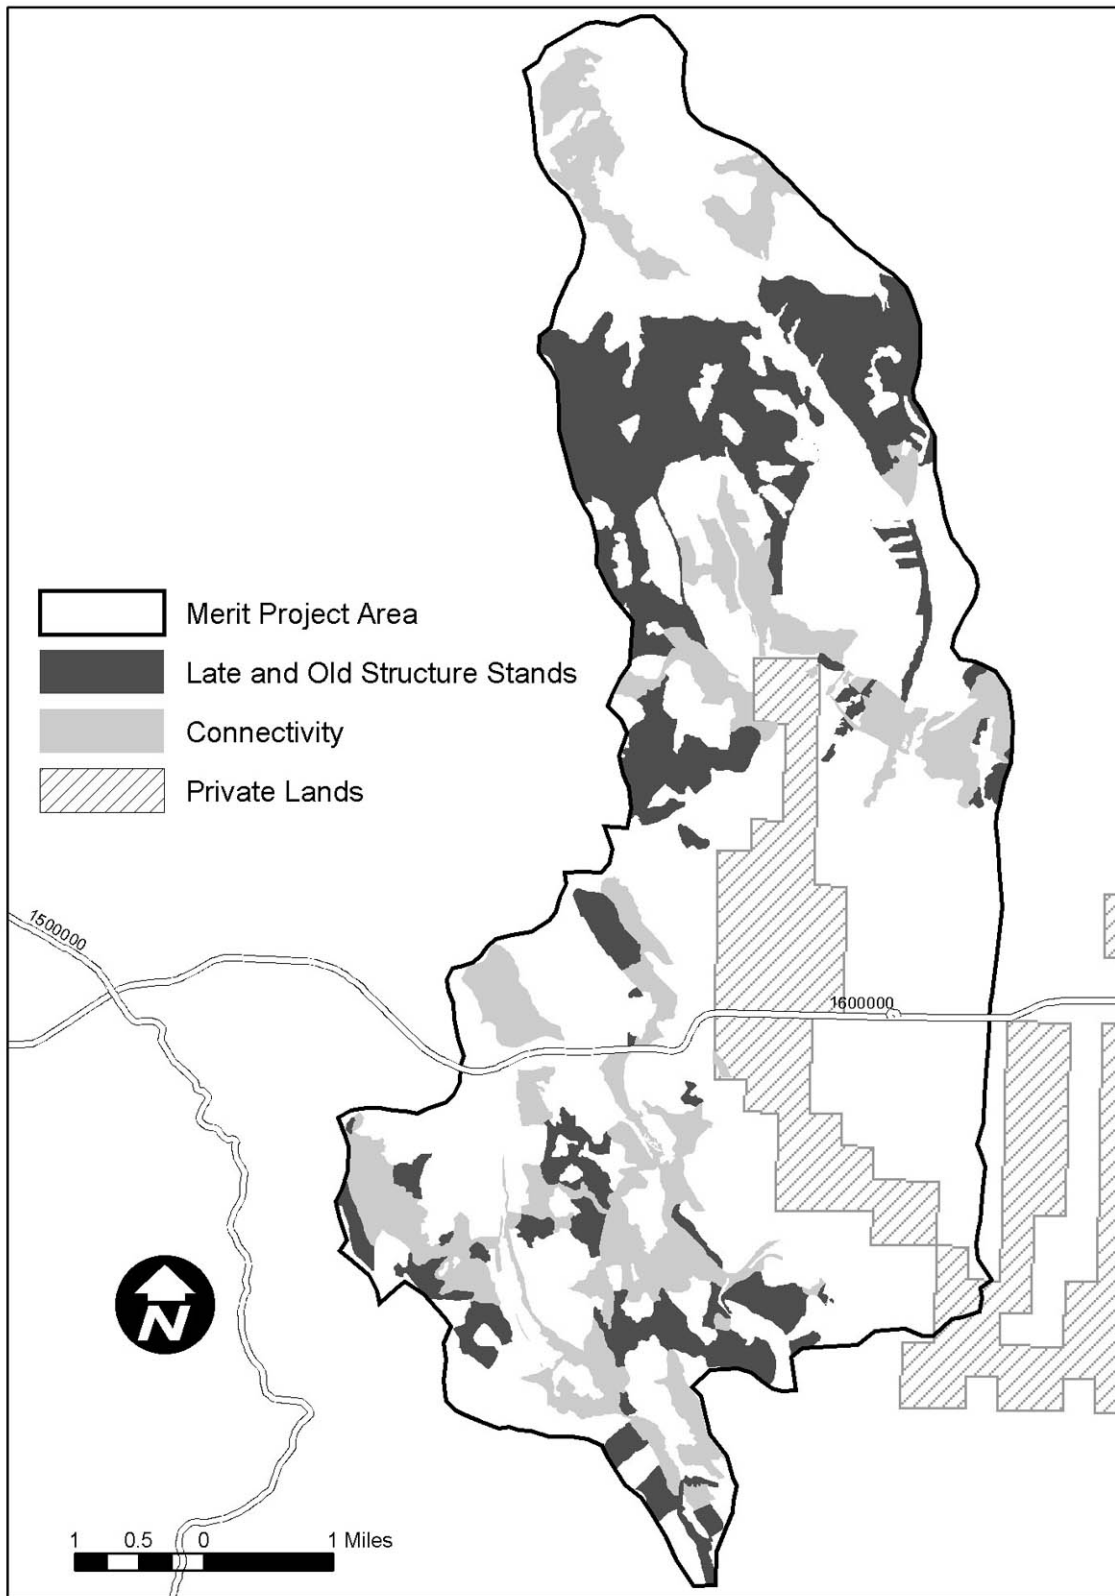 Merit Project Area
Late and Old Structure Stands
Connectivity
Private Lands
1500000
1600000
N
1 0.5 0 1 Miles